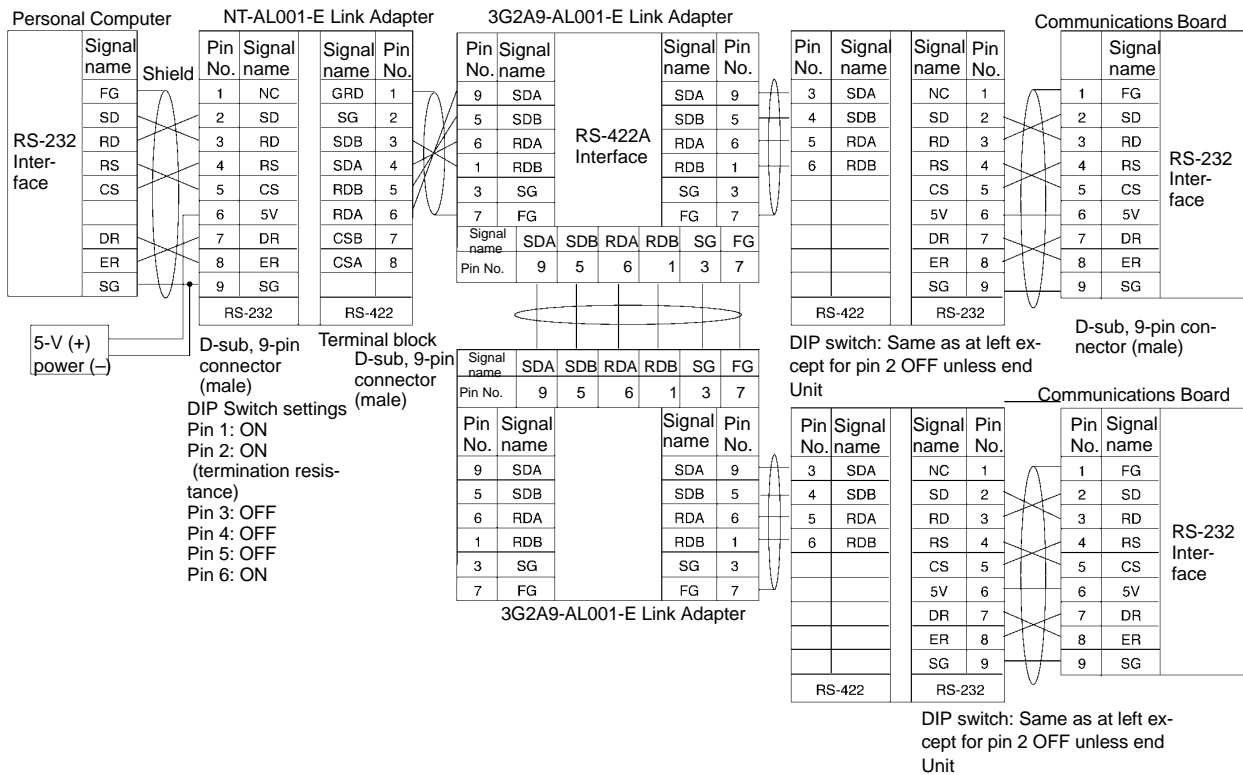 Personal Computer
NT-AL001-E Link Adapter
3G2A9-AL001-E Link Adapter
Communications Board
Signal name
Shield
Pin No. Signal name
Signal name Pin No.
Pin No. Signal name
Signal name Pin No.
Pin No. Signal name
Signal name Pin No.
Signal name
FG 1 NC GRD 1 9 SDA SDA 9 3 SDA NC 1 1 FG
SD 2 SD SG 2 5 SDB SDB 5 4 SDB SD 2 2 SD
RD 3 RD SDB 3 6 RDA RDA 6 5 RDA RD 3 3 RD
RS 4 RS SDA 4 1 RDB RDB 1 6 RDB RS 4 4 RS
CS 5 CS RDB 5 3 SG SG 3 CS 5 5 CS
6 5V RDA 6 7 FG FG 7 5V 6 6 5V
DR 7 DR CSB 7 DR 7 7 DR
ER 8 ER CSA 8 ER 8 8 ER
SG 9 SG SG 9 9 SG
RS-232
Inter-
face
RS-422A
Interface
RS-232
Inter-
face
Signal name SDA SDB RDA RDB SG FG
Pin No. 9 5 6 1 3 7
RS-232 RS-422
RS-422 RS-232
5-V (+)
power (–)
D-sub, 9-pin
connector
(male)
Terminal block
D-sub, 9-pin
connector
(male)
DIP Switch settings
Pin 1: ON
Pin 2: ON
(termination resis-
tance)
Pin 3: OFF
Pin 4: OFF
Pin 5: OFF
Pin 6: ON
DIP switch: Same as at left ex-
cept for pin 2 OFF unless end
Unit
D-sub, 9-pin con-
nector (male)
Signal name SDA SDB RDA RDB SG FG
Pin No. 9 5 6 1 3 7
Communications Board
Pin No. Signal name
Signal name Pin No.
Pin No. Signal name
Signal name Pin No.
Pin No. Signal name
9 SDA SDA 9 3 SDA NC 1 1 FG
5 SDB SDB 5 4 SDB SD 2 2 SD
6 RDA RDA 6 5 RDA RD 3 3 RD
1 RDB RDB 1 6 RDB RS 4 4 RS
3 SG SG 3 CS 5 5 CS
7 FG FG 7 5V 6 6 5V
DR 7 7 DR
ER 8 8 ER
SG 9 9 SG
RS-232
Inter-
face
3G2A9-AL001-E Link Adapter
RS-422 RS-232
DIP switch: Same as at left ex-
cept for pin 2 OFF unless end
Unit